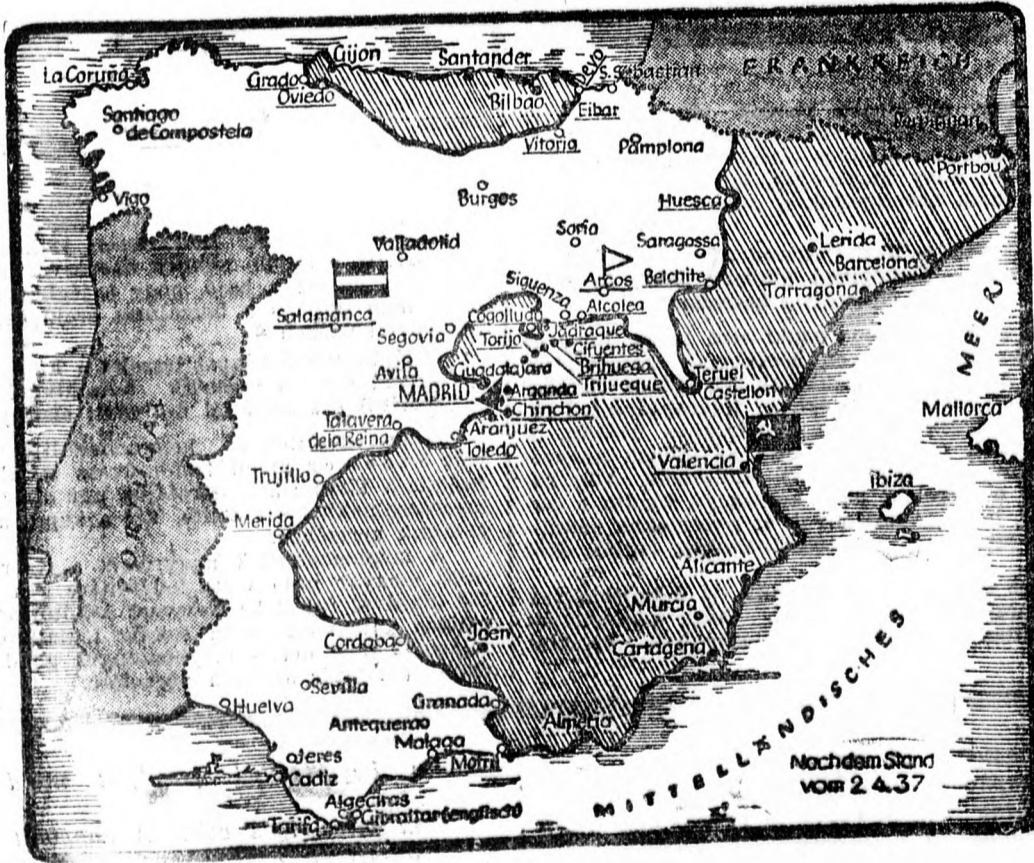 Gijon
Santander
S. Sebastian
FRANKREICH
La Coruña
Grado
Oviedo
Bilbao
Eibar
Santiago
de Compostela
Vitoria
Pamplona
Perpignan
Portbou
Vigo
Burgos
Huesca
Valladolid
Soria
Saragossa
Lerida
Barcelona
Siguenza
Arcos
Belchite
Tarragona
Salamanca
Cogolludo
Alcolea
Segovia
Torijo
Jadraque
Cifuentes
Avila
Guadalajara
Brihuega
Trijueque
Teruel
Castellon
MADRID
Arganda
Chinchon
Mallorca
Talavera
de la Reina
Aranjuez
Toledo
Valencia
Trujillo
Ibiza
Merida
PORTUGAL
Alicante
Murcia
Cordoba
Jaen
Cartagena
Sevilla
Huelva
Granada
Antequera
Almeria
Malaga
Motril
Jeres
Cadiz
Algeciras
Gibraltar (englisch)
Tarifa
MITTELLÄNDISCHES
MEER
Nach dem Stand
vom 2.4.37